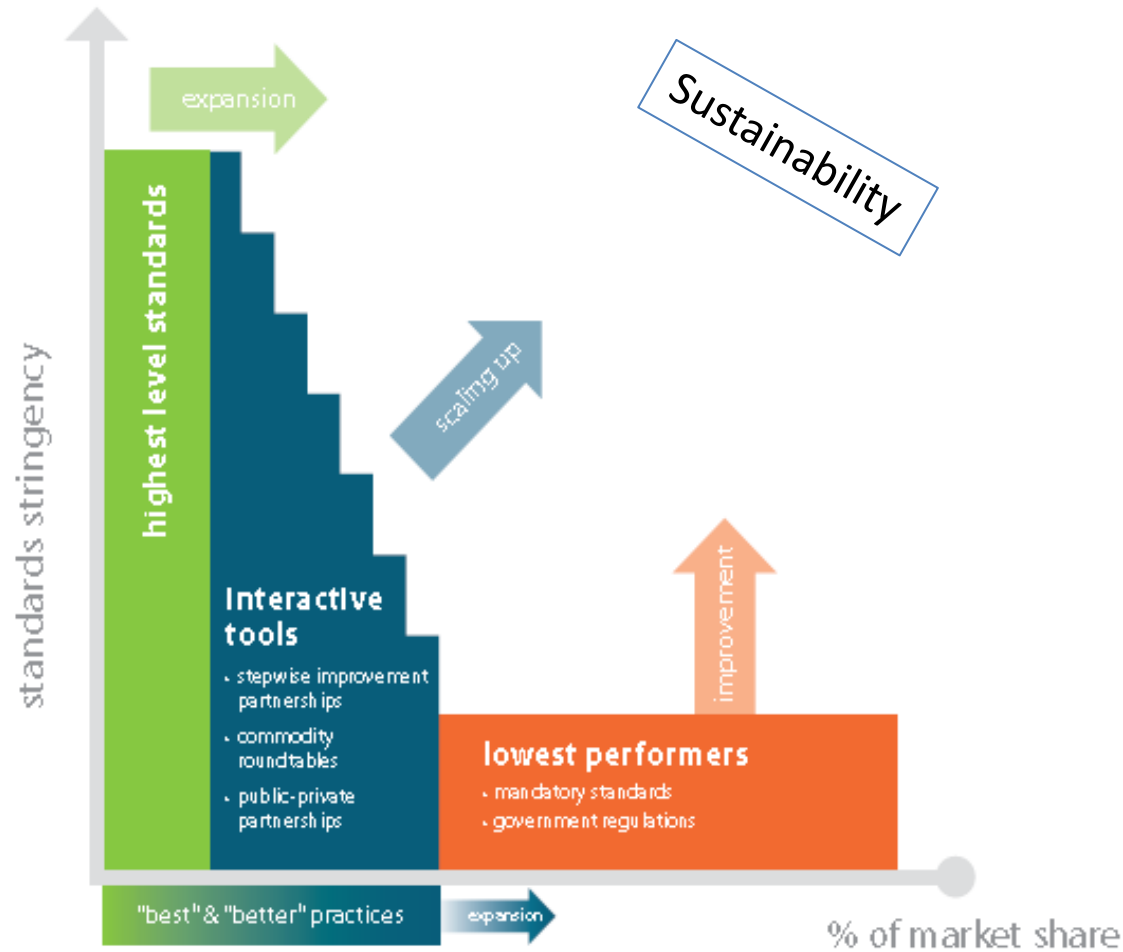 expansion
Sustainability
highest level standards
scaling up
standards stringency
Interactive
tools
• stepwise improvement
partnerships
• commodity
roundtables
• public-private
partnerships
improvement
lowest performers
• mandatory standards
• government regulations
"best" & "better" practices
expansion
% of market share